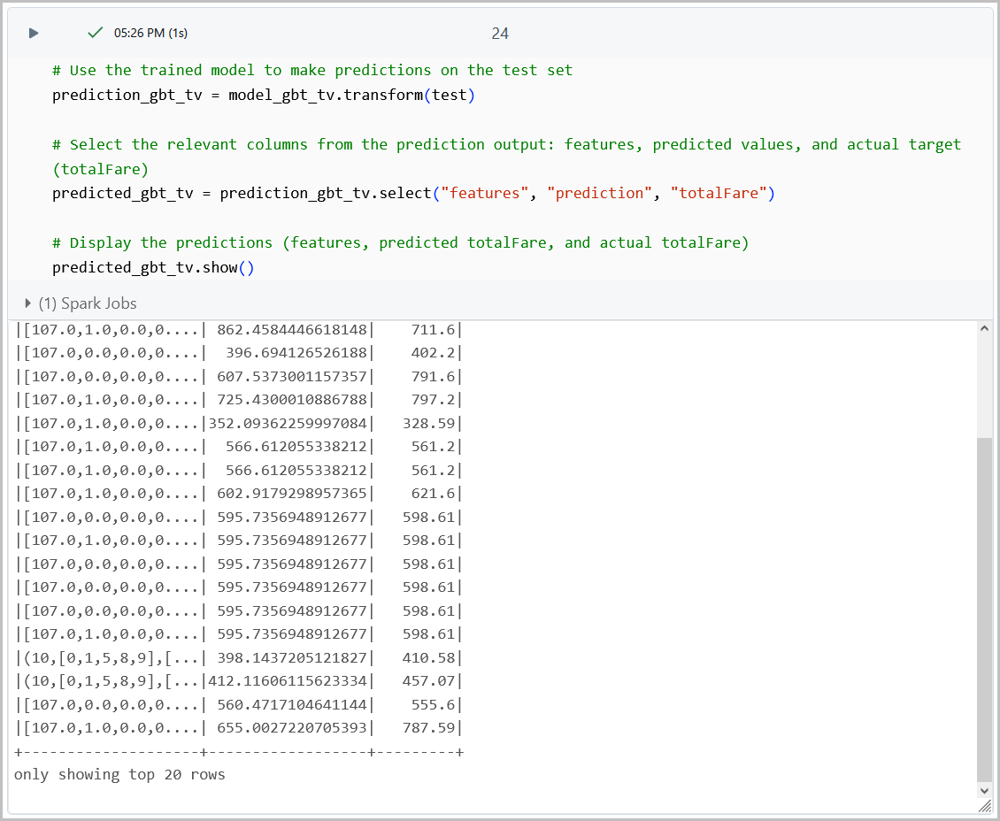 05:26 PM (1s)
24
# Use the trained model to make predictions on the test set
prediction_gbt_tv = model_gbt_tv.transform(test)
# Select the relevant columns from the prediction output: features, predicted values, and actual target
(totalFare)
predicted_gbt_tv = prediction_gbt_tv.select("features", "prediction", "totalFare")
# Display the predictions (features, predicted totalFare, and actual totalFare)
predicted_gbt_tv.show()
(1) Spark Jobs
|[107.0,1.0,0.0,0....| 862.4584446618148|    711.6|
|[107.0,0.0,0.0,0....|  396.694126526188|    402.2|
|[107.0,0.0,0.0,0....| 607.5373001157357|    791.6|
|[107.0,1.0,0.0,0....| 725.4300010886788|    797.2|
|[107.0,1.0,0.0,0....|352.09362259997084|   328.59|
|[107.0,1.0,0.0,0....|  566.612055338212|    561.2|
|[107.0,1.0,0.0,0....|  566.612055338212|    561.2|
|[107.0,1.0,0.0,0....| 602.9179298957365|    621.6|
|[107.0,0.0,0.0,0....| 595.7356948912677|   598.61|
|[107.0,1.0,0.0,0....| 595.7356948912677|   598.61|
|[107.0,0.0,0.0,0....| 595.7356948912677|   598.61|
|[107.0,0.0,0.0,0....| 595.7356948912677|   598.61|
|[107.0,0.0,0.0,0....| 595.7356948912677|   598.61|
|[107.0,1.0,0.0,0....| 595.7356948912677|   598.61|
|(10,[0,1,5,8,9],[...| 398.1437205121827|   410.58|
|(10,[0,1,5,8,9],[...|412.11606115623334|   457.07|
|[107.0,0.0,0.0,0....| 560.4717104641144|    555.6|
|[107.0,1.0,0.0,0....| 655.0027220705393|   787.59|
+--------------------+------------------+---------+
only showing top 20 rows